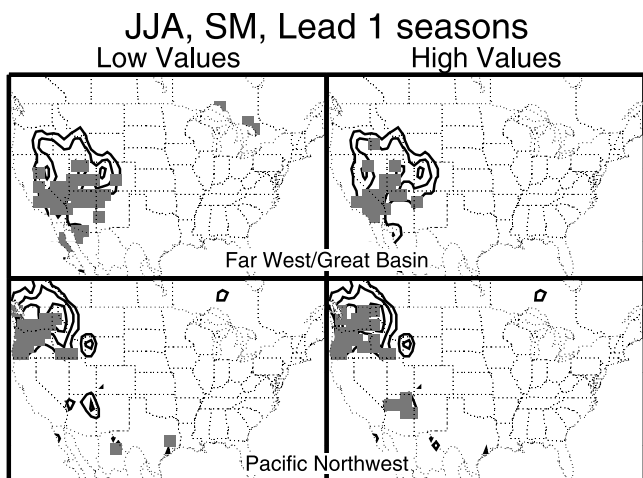 JJA, SM, Lead 1 seasons
Low Values High Values
Far West/Great Basin
Pacific Northwest